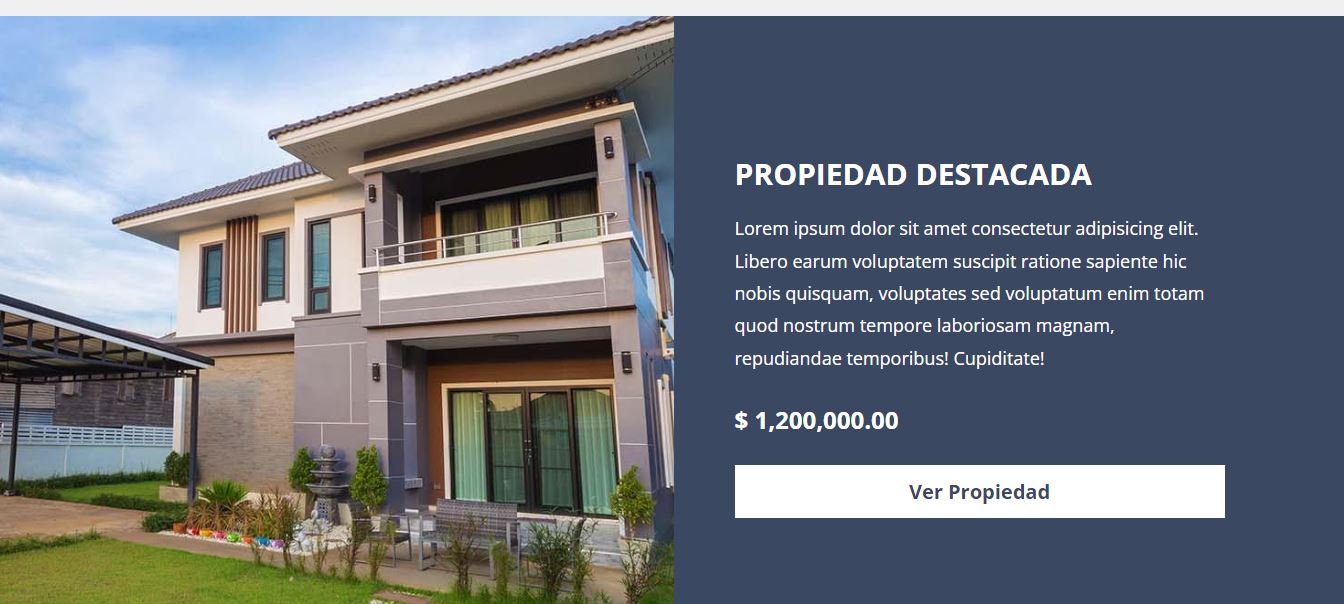 PROPIEDAD DESTACADA
Lorem ipsum dolor sit amet consectetur adipisicing elit.
Libero earum voluptatem suscipit ratione sapiente hic
nobis quisquam, voluptates sed voluptatum enim totam
quod nostrum tempore laboriosam magnam,
repudiandae temporibus! Cupiditate!
$ 1,200,000.00
Ver Propiedad